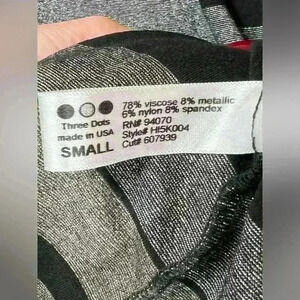 78% viscose 8% metallic
6% nylon 8% spandex
RN# 94070
Style# HI5K004
Cut# 607939
Three Dots
made in USA
SMALL